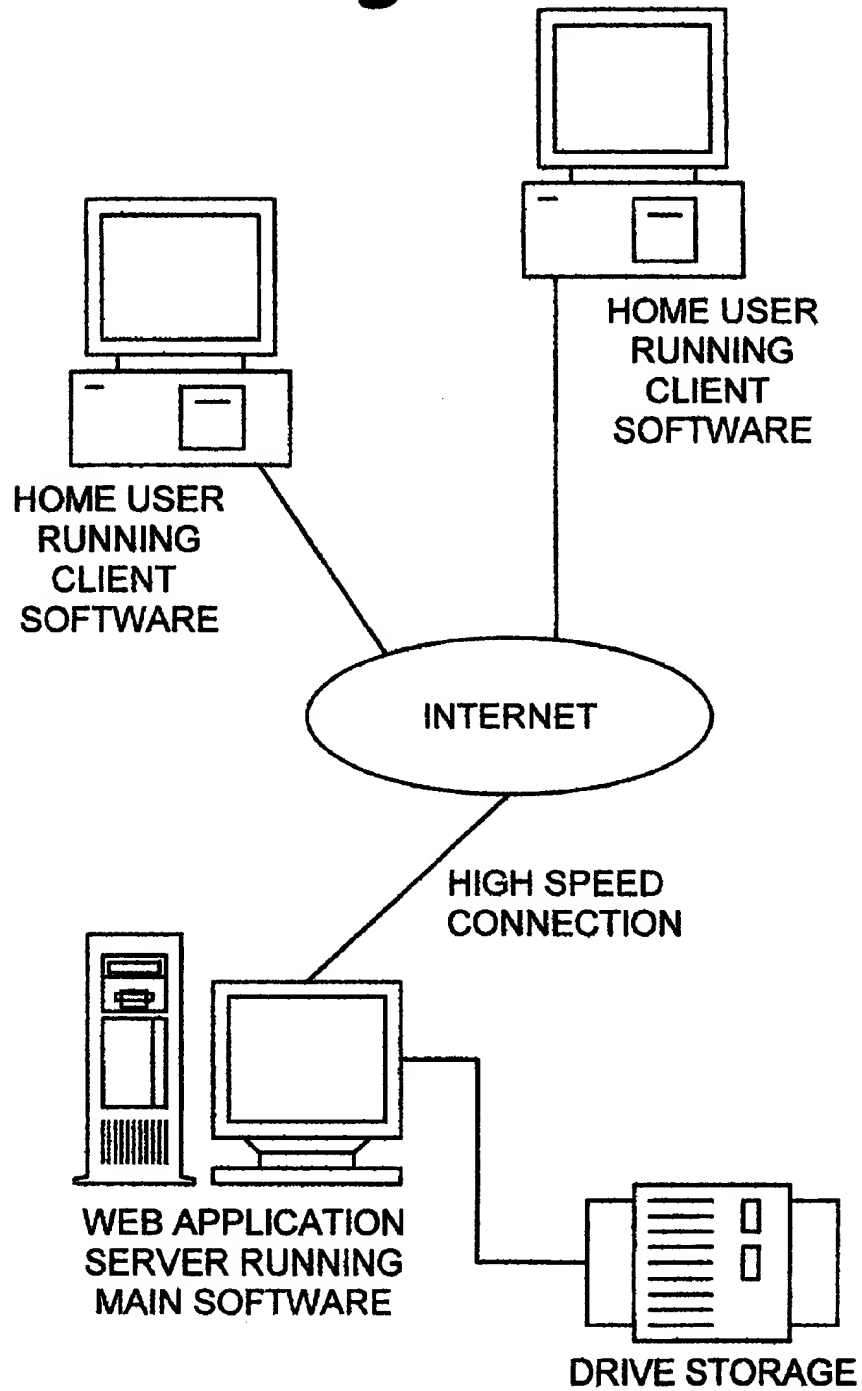 HOME USER
RUNNING
CLIENT
SOFTWARE
HOME USER
RUNNING
CLIENT
SOFTWARE
INTERNET
HIGH SPEED
CONNECTION
WEB APPLICATION
SERVER RUNNING
MAIN SOFTWARE
DRIVE STORAGE